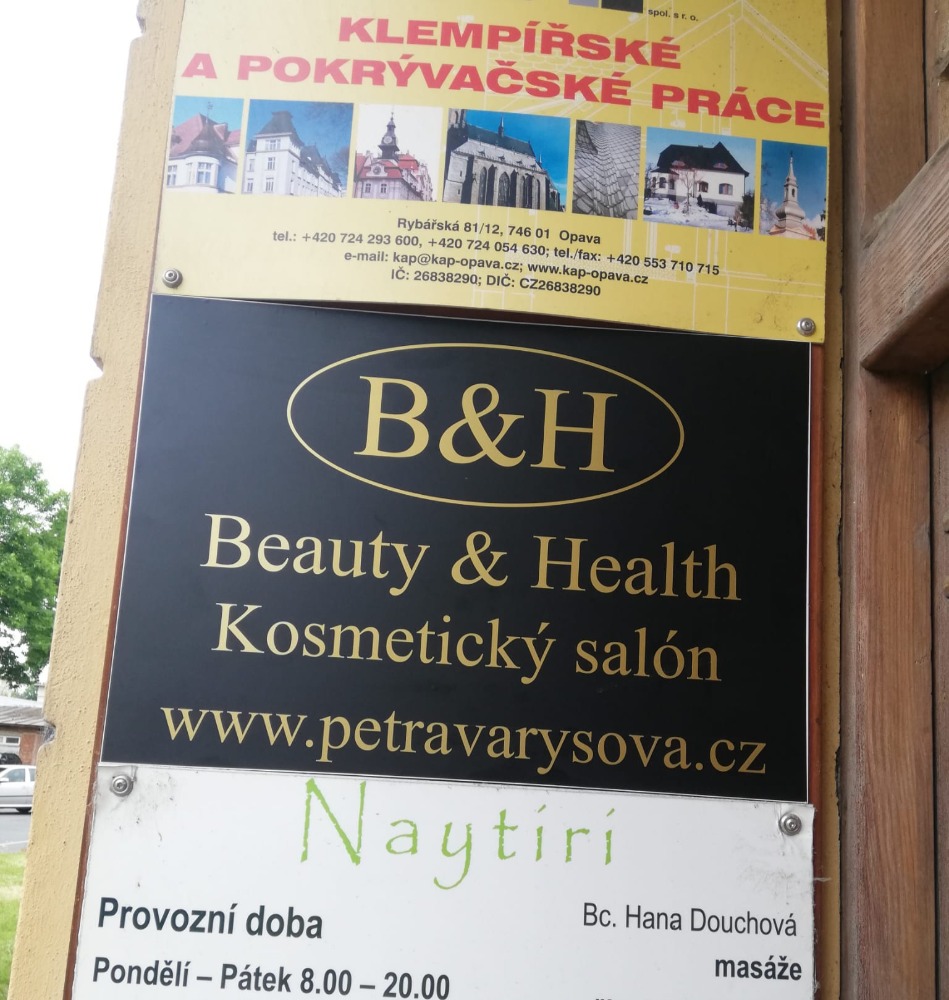 spol. s r. o.
KLEMPÍŘSKÉ
A POKRÝVAČSKÉ PRÁCE
Rybářská 81/12, 746 01 Opava
tel.: +420 724 293 600, +420 724 054 630; tel./fax: +420 553 710 715
e-mail: kap@kap-opava.cz; www.kap-opava.cz
IČ: 26838290; DIČ: CZ26838290
B&H
Beauty & Health
Kosmetický salón
www.petravarysova.cz
Naytiri
Provozní doba
Bc. Hana Douchová
masáže
Pondělí – Pátek 8.00 – 20.00